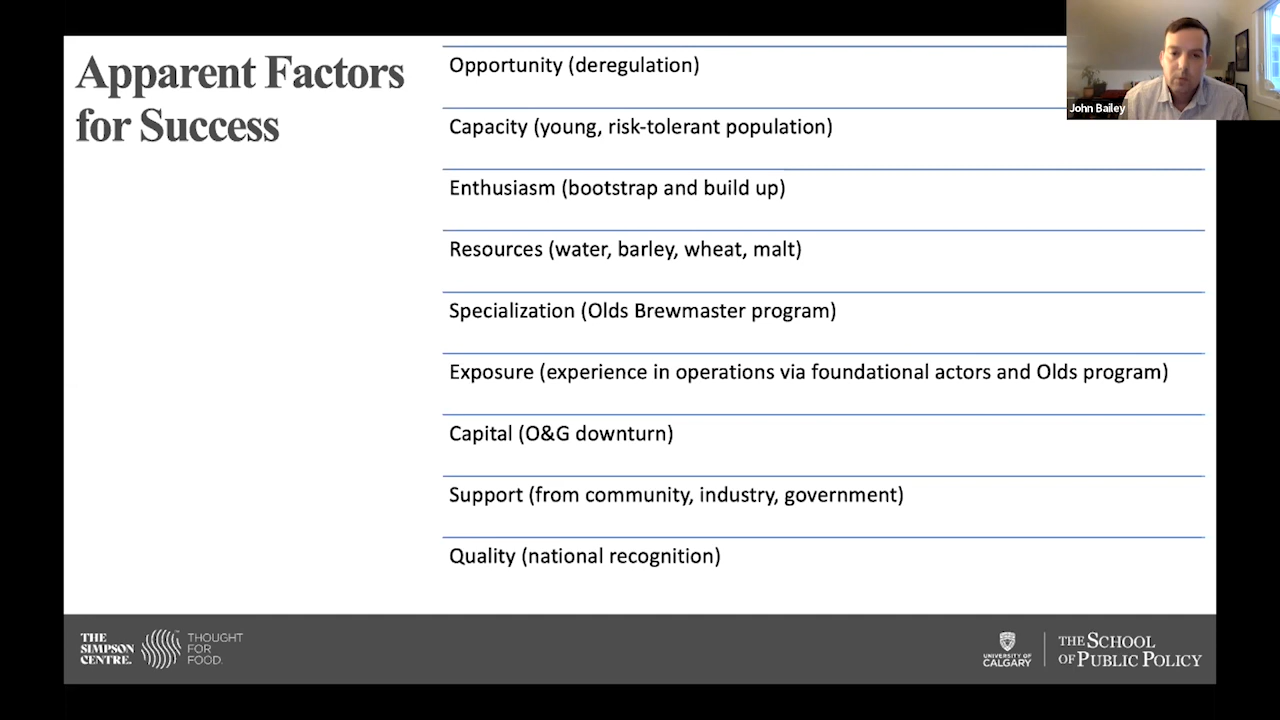 Apparent Factors
for Success
Opportunity (deregulation)
Capacity (young, risk-tolerant population)
Enthusiasm (bootstrap and build up)
Resources (water, barley, wheat, malt)
Specialization (Olds Brewmaster program)
Exposure (experience in operations via foundational actors and Olds program)
Capital (O&G downturn)
Support (from community, industry, government)
Quality (national recognition)
John Bailey
THE
SIMPSON
CENTRE.
THOUGHT
FOR
FOOD.
UNIVERSITY OF
CALGARY
THE SCHOOL
OF PUBLIC POLICY